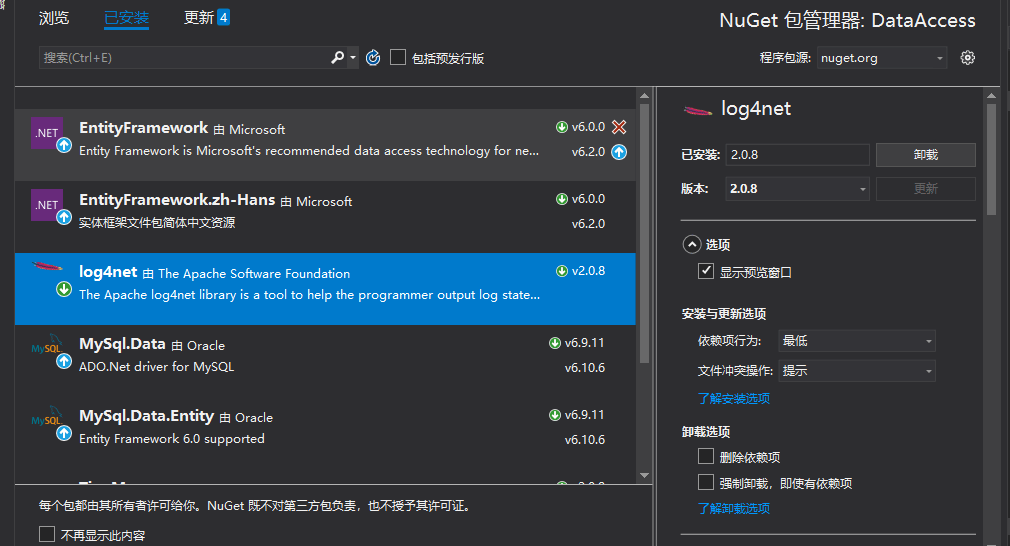 浏览 已安装 更新 4
NuGet 包管理器: DataAccess
搜索(Ctrl+E) 包括预发行版
程序包源: nuget.org
.NET
EntityFramework 由 Microsoft
v6.0.0
Entity Framework is Microsoft's recommended data access technology for ne...
v6.2.0
.NET
EntityFramework.zh-Hans 由 Microsoft
v6.0.0
实体框架文件包简体中文资源
v6.2.0
log4net 由 The Apache Software Foundation
v2.0.8
The Apache log4net library is a tool to help the programmer output log state...
MySQL
MySql.Data 由 Oracle
v6.9.11
ADO.Net driver for MySQL
v6.10.6
MySQL
MySql.Data.Entity 由 Oracle
v6.9.11
Entity Framework 6.0 supported
v6.10.6
每个包都由其所有者许可给你。NuGet 既不对第三方包负责，也不授予其许可证。
不再显示此内容
log4net
已安装: 2.0.8 卸载
版本: 2.0.8 更新
选项
显示预览窗口
安装与更新选项
依赖项行为: 最低
文件冲突操作: 提示
了解安装选项
卸载选项
删除依赖项
强制卸载，即使有依赖项
了解卸载选项